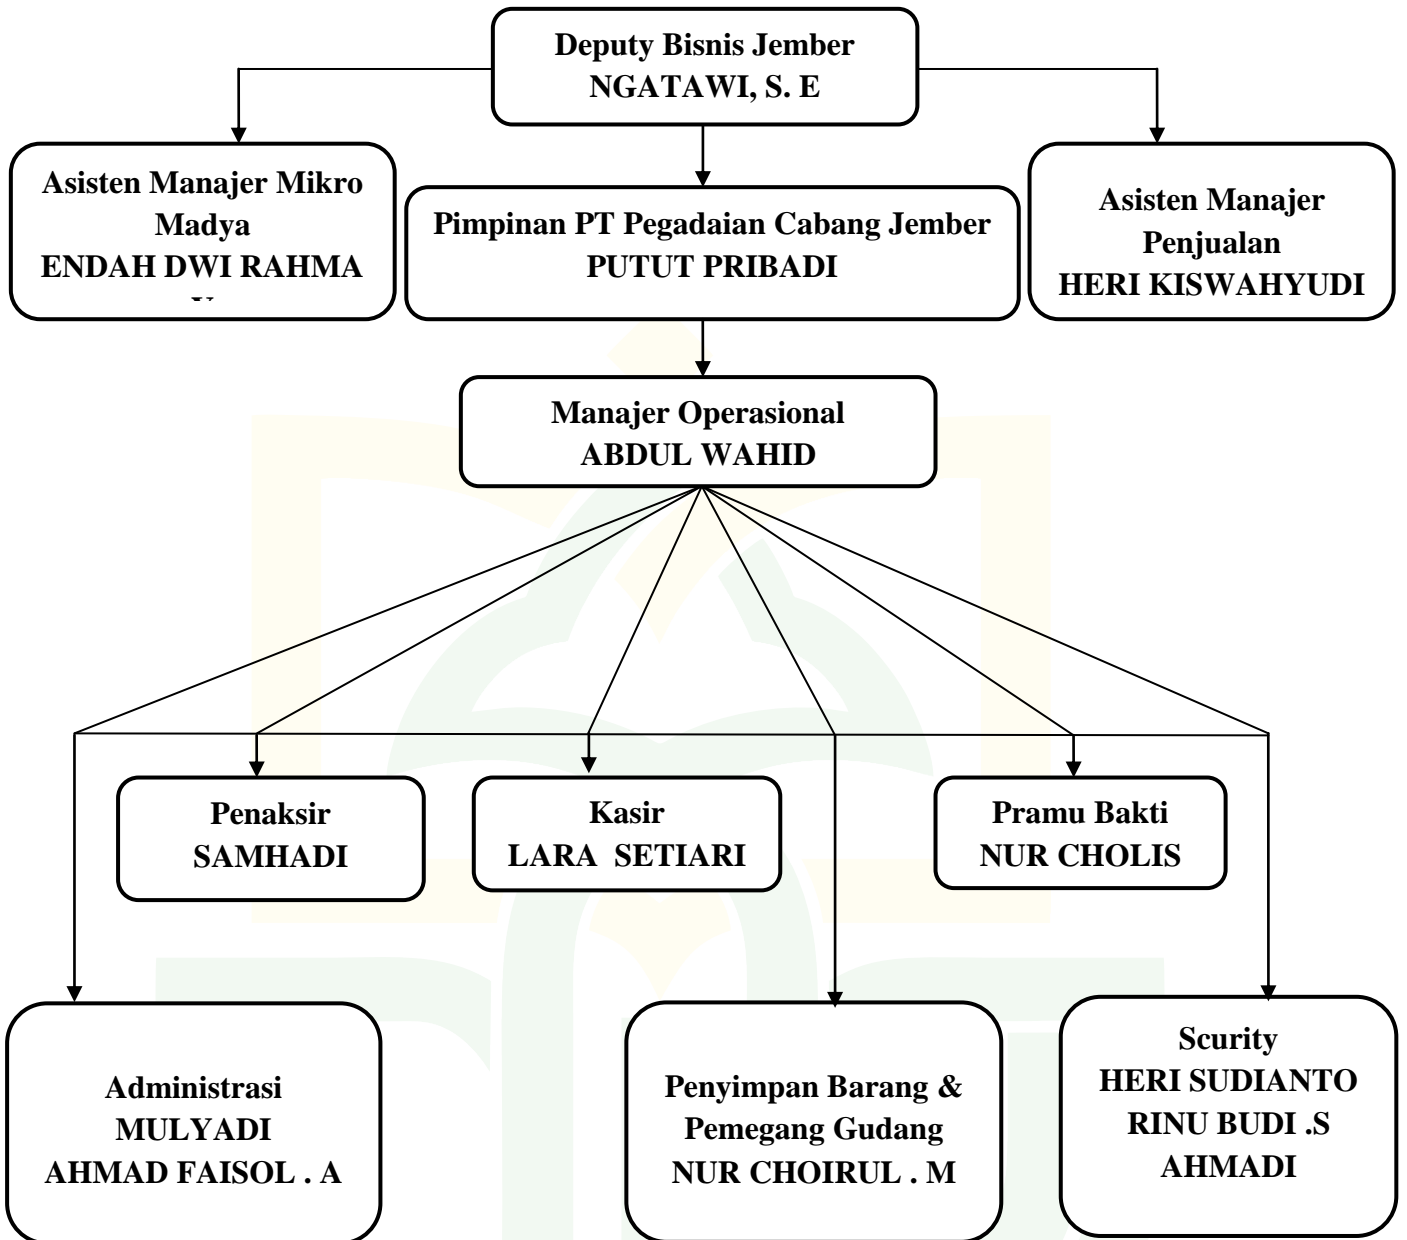 Deputy Bisnis Jember
NGATAWI, S. E
Asisten Manajer Mikro
Madya
ENDAH DWI RAHMA
Pimpinan PT Pegadaian Cabang Jember
PUTUT PRIBADI
Asisten Manajer
Penjualan
HERI KISWAHYUDI
Manajer Operasional
ABDUL WAHID
Penaksir
SAMHADI
Kasir
LARA SETIARI
Pramu Bakti
NUR CHOLIS
Administrasi
MULYADI
AHMAD FAISOL . A
Penyimpan Barang &
Pemegang Gudang
NUR CHOIRUL . M
Scurity
HERI SUDIANTO
RINU BUDI .S
AHMADI